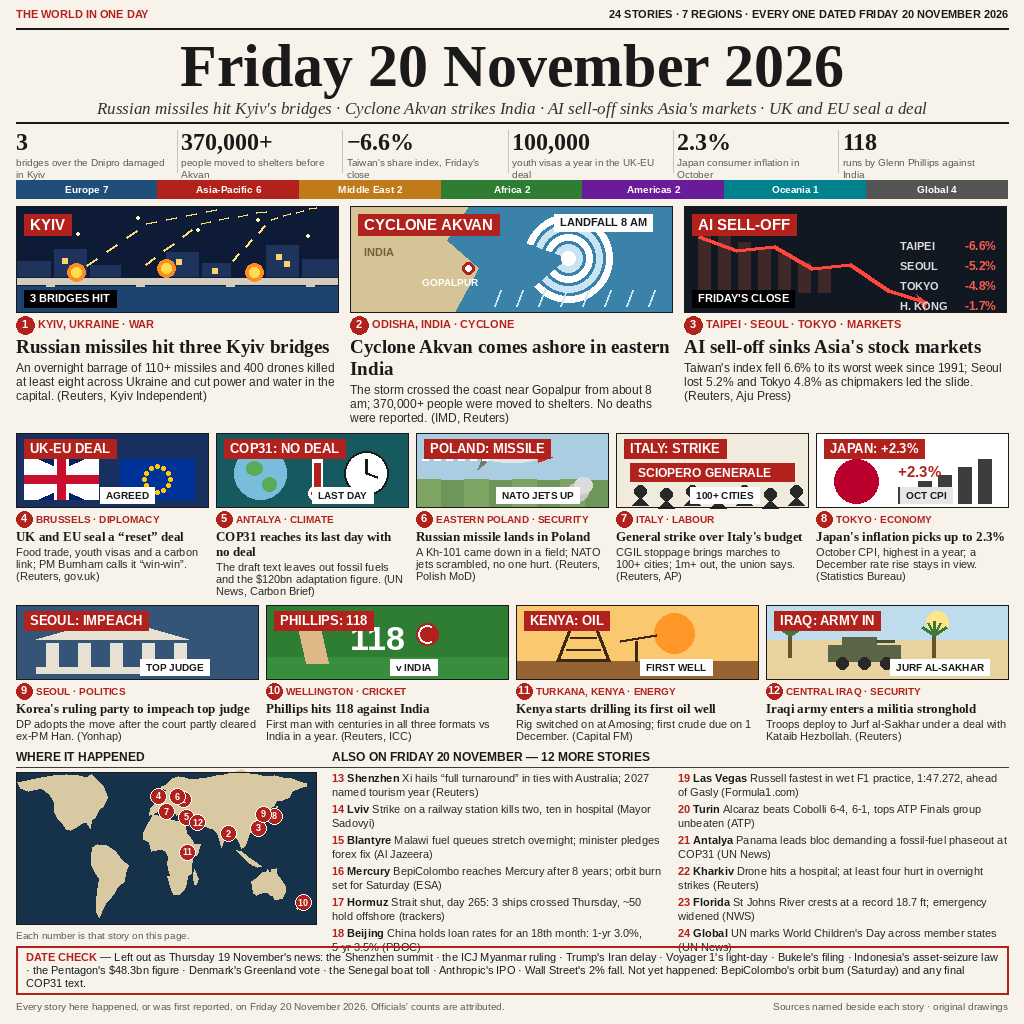 THE WORLD IN ONE DAY
24 STORIES · 7 REGIONS · EVERY ONE DATED FRIDAY 20 NOVEMBER 2026
Friday 20 November 2026
Russian missiles hit Kyiv's bridges · Cyclone Akvan strikes India · AI sell-off sinks Asia's markets · UK and EU seal a deal
3
bridges over the Dnipro damaged
in Kyiv
370,000+
people moved to shelters before
Akvan
−6.6%
Taiwan's share index, Friday's
close
100,000
youth visas a year in the UK-EU
deal
2.3%
Japan consumer inflation in
October
118
runs by Glenn Phillips against
India
Europe 7
Asia-Pacific 6
Middle East 2
Africa 2
Americas 2
Oceania 1
Global 4
KYIV
3 BRIDGES HIT
1 KYIV, UKRAINE · WAR
Russian missiles hit three Kyiv bridges
An overnight barrage of 110+ missiles and 400 drones killed
at least eight across Ukraine and cut power and water in the
capital. (Reuters, Kyiv Independent)
CYCLONE AKVAN
LANDFALL 8 AM
INDIA
GOPALPUR
2 ODISHA, INDIA · CYCLONE
Cyclone Akvan comes ashore in eastern
India
The storm crossed the coast near Gopalpur from about 8
am; 370,000+ people were moved to shelters. No deaths
were reported. (IMD, Reuters)
AI SELL-OFF
TAIPEI -6.6%
SEOUL -5.2%
TOKYO -4.8%
H. KONG -1.7%
FRIDAY'S CLOSE
3 TAIPEI · SEOUL · TOKYO · MARKETS
AI sell-off sinks Asia's stock markets
Taiwan's index fell 6.6% to its worst week since 1991; Seoul
lost 5.2% and Tokyo 4.8% as chipmakers led the slide.
(Reuters, Aju Press)
UK-EU DEAL
AGREED
4 BRUSSELS · DIPLOMACY
UK and EU seal a “reset” deal
Food trade, youth visas and a carbon
link; PM Burnham calls it “win-win”.
(Reuters, gov.uk)
COP31: NO DEAL
LAST DAY
5 ANTALYA · CLIMATE
COP31 reaches its last day with
no deal
The draft text leaves out fossil fuels
and the $120bn adaptation figure. (UN
News, Carbon Brief)
POLAND: MISSILE
NATO JETS UP
6 EASTERN POLAND · SECURITY
Russian missile lands in Poland
A Kh-101 came down in a field; NATO
jets scrambled, no one hurt. (Reuters,
Polish MoD)
ITALY: STRIKE
SCIOPERO GENERALE
100+ CITIES
7 ITALY · LABOUR
General strike over Italy's budget
CGIL stoppage brings marches to
100+ cities; 1m+ out, the union says.
(Reuters, AP)
JAPAN: +2.3%
+2.3%
OCT CPI
8 TOKYO · ECONOMY
Japan's inflation picks up to 2.3%
October CPI, highest in a year; a
December rate rise stays in view.
(Statistics Bureau)
SEOUL: IMPEACH
TOP JUDGE
9 SEOUL · POLITICS
Korea's ruling party to impeach top judge
DP adopts the move after the court partly cleared
ex-PM Han. (Yonhap)
PHILLIPS: 118
118
v INDIA
10 WELLINGTON · CRICKET
Phillips hits 118 against India
First man with centuries in all three formats vs
India in a year. (Reuters, ICC)
KENYA: OIL
FIRST WELL
11 TURKANA, KENYA · ENERGY
Kenya starts drilling its first oil well
Rig switched on at Amosing; first crude due on 1
December. (Capital FM)
IRAQ: ARMY IN
JURF AL-SAKHAR
12 CENTRAL IRAQ · SECURITY
Iraqi army enters a militia stronghold
Troops deploy to Jurf al-Sakhar under a deal with
Kataib Hezbollah. (Reuters)
WHERE IT HAPPENED
4 6
7 5 12
9 8
3
2
11
10
Each number is that story on this page.
ALSO ON FRIDAY 20 NOVEMBER — 12 MORE STORIES
13 Shenzhen Xi hails “full turnaround” in ties with Australia; 2027
named tourism year (Reuters)
14 Lviv Strike on a railway station kills two, ten in hospital (Mayor
Sadovyi)
15 Blantyre Malawi fuel queues stretch overnight; minister pledges
forex fix (Al Jazeera)
16 Mercury BepiColombo reaches Mercury after 8 years; orbit burn
set for Saturday (ESA)
17 Hormuz Strait shut, day 265: 3 ships crossed Thursday, ~50
hold offshore (trackers)
18 Beijing China holds loan rates for an 18th month: 1-yr 3.0%,
5-yr 3.5% (PBOC)
19 Las Vegas Russell fastest in wet F1 practice, 1:47.272, ahead
of Gasly (Formula1.com)
20 Turin Alcaraz beats Cobolli 6-4, 6-1, tops ATP Finals group
unbeaten (ATP)
21 Antalya Panama leads bloc demanding a fossil-fuel phaseout at
COP31 (UN News)
22 Kharkiv Drone hits a hospital; at least four hurt in overnight
strikes (Reuters)
23 Florida St Johns River crests at a record 18.7 ft; emergency
widened (NWS)
24 Global UN marks World Children's Day across member states
(UN News)
DATE CHECK — Left out as Thursday 19 November's news: the Shenzhen summit · the ICJ Myanmar ruling · Trump's Iran delay · Voyager 1's light-day · Bukele's filing · Indonesia's asset-seizure law
· the Pentagon's $48.3bn figure · Denmark's Greenland vote · the Senegal boat toll · Anthropic's IPO · Wall Street's 2% fall. Not yet happened: BepiColombo's orbit burn (Saturday) and any final
COP31 text.
Every story here happened, or was first reported, on Friday 20 November 2026. Officials' counts are attributed.
Sources named beside each story · original drawings